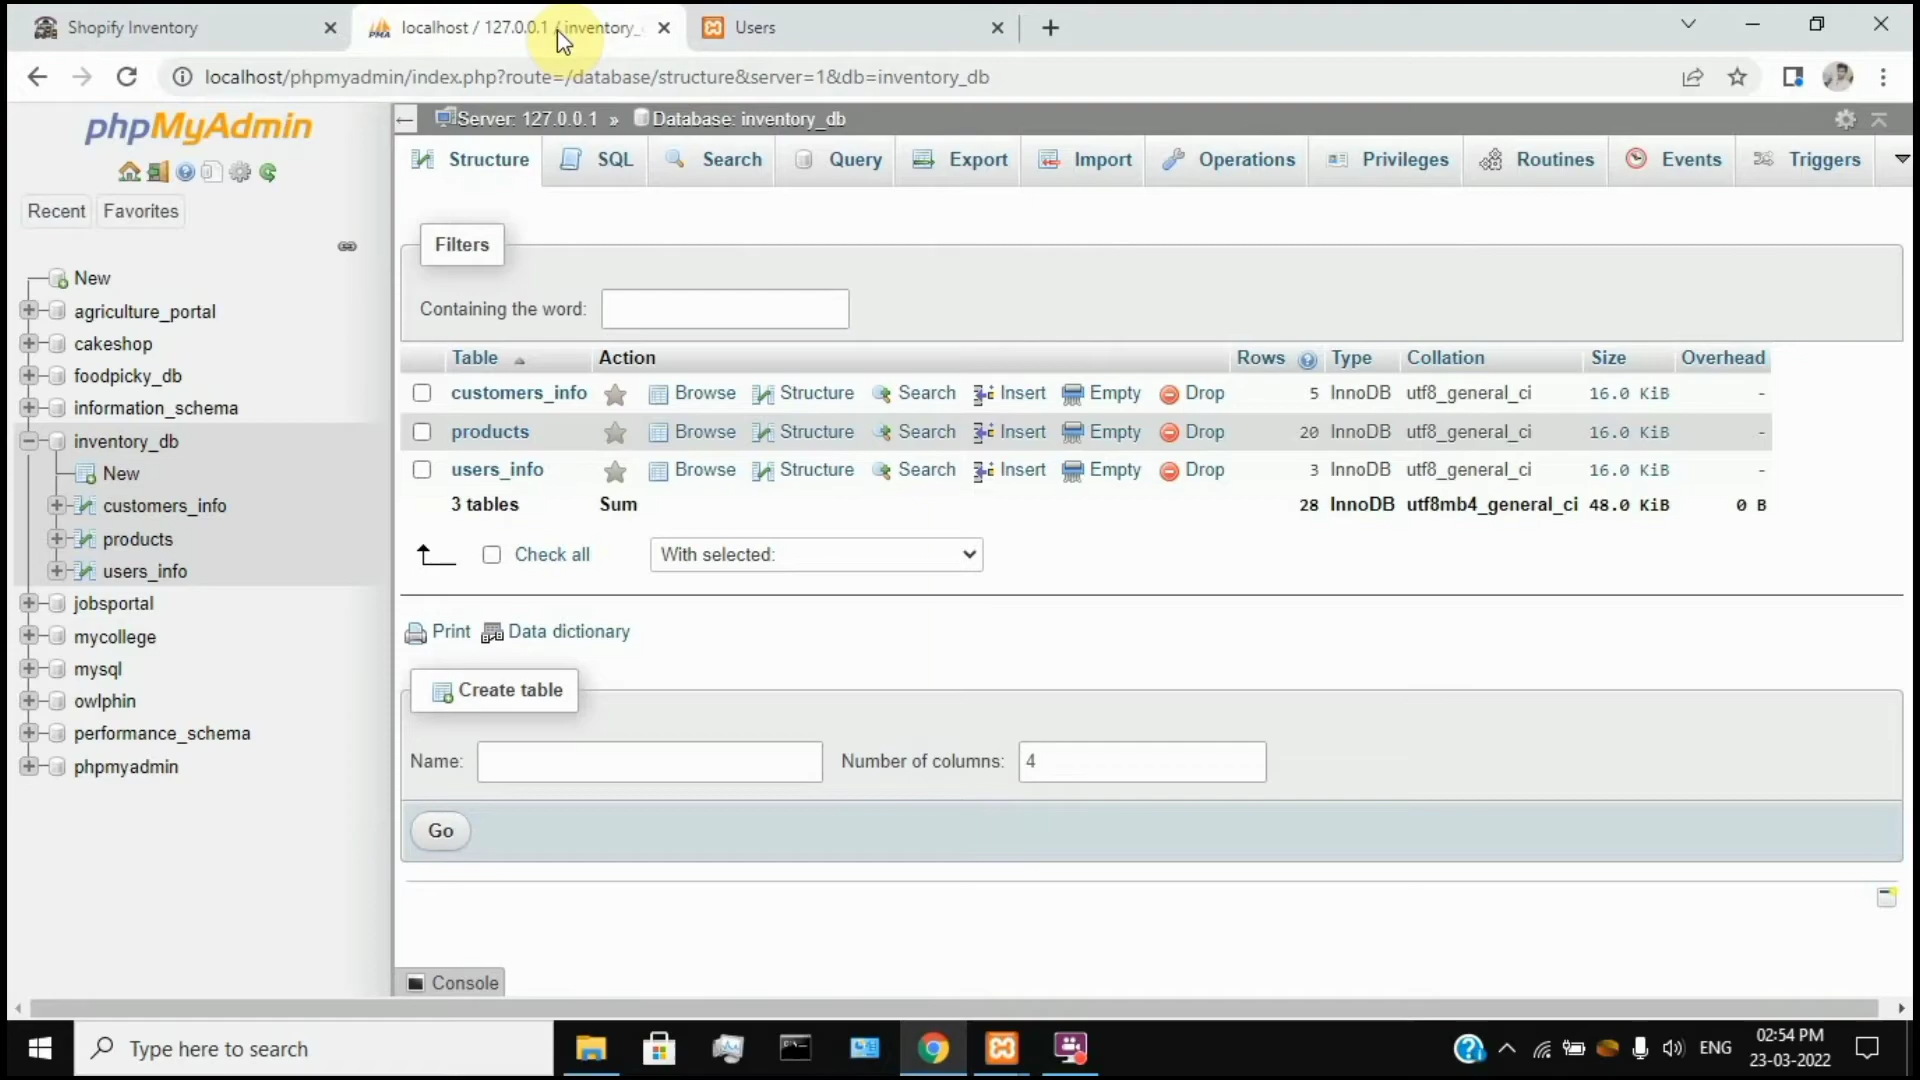 Shopify Inventory
localhost / 127.0.0.1 / inventory_
Users
localhost/phpmyadmin/index.php?route=/database/structure&server=1&db=inventory_db
phpMyAdmin
Server: 127.0.0.1 » Database: inventory_db
Structure SQL Search Query Export Import Operations Privileges Routines Events Triggers
Recent Favorites
New
agriculture_portal
cakeshop
foodpicky_db
information_schema
inventory_db
New
customers_info
products
users_info
jobsportal
mycollege
mysql
owlphin
performance_schema
phpmyadmin
Filters
Containing the word:
Table Action Rows Type Collation Size Overhead
customers_info Browse Structure Search Insert Empty Drop 5 InnoDB utf8_general_ci 16.0 KiB -
products Browse Structure Search Insert Empty Drop 20 InnoDB utf8_general_ci 16.0 KiB -
users_info Browse Structure Search Insert Empty Drop 3 InnoDB utf8_general_ci 16.0 KiB -
3 tables Sum 28 InnoDB utf8mb4_general_ci 48.0 KiB 0 B
Check all With selected:
Print Data dictionary
Create table
Name: Number of columns: 4
Go
Console
Type here to search
ENG
02:54 PM
23-03-2022